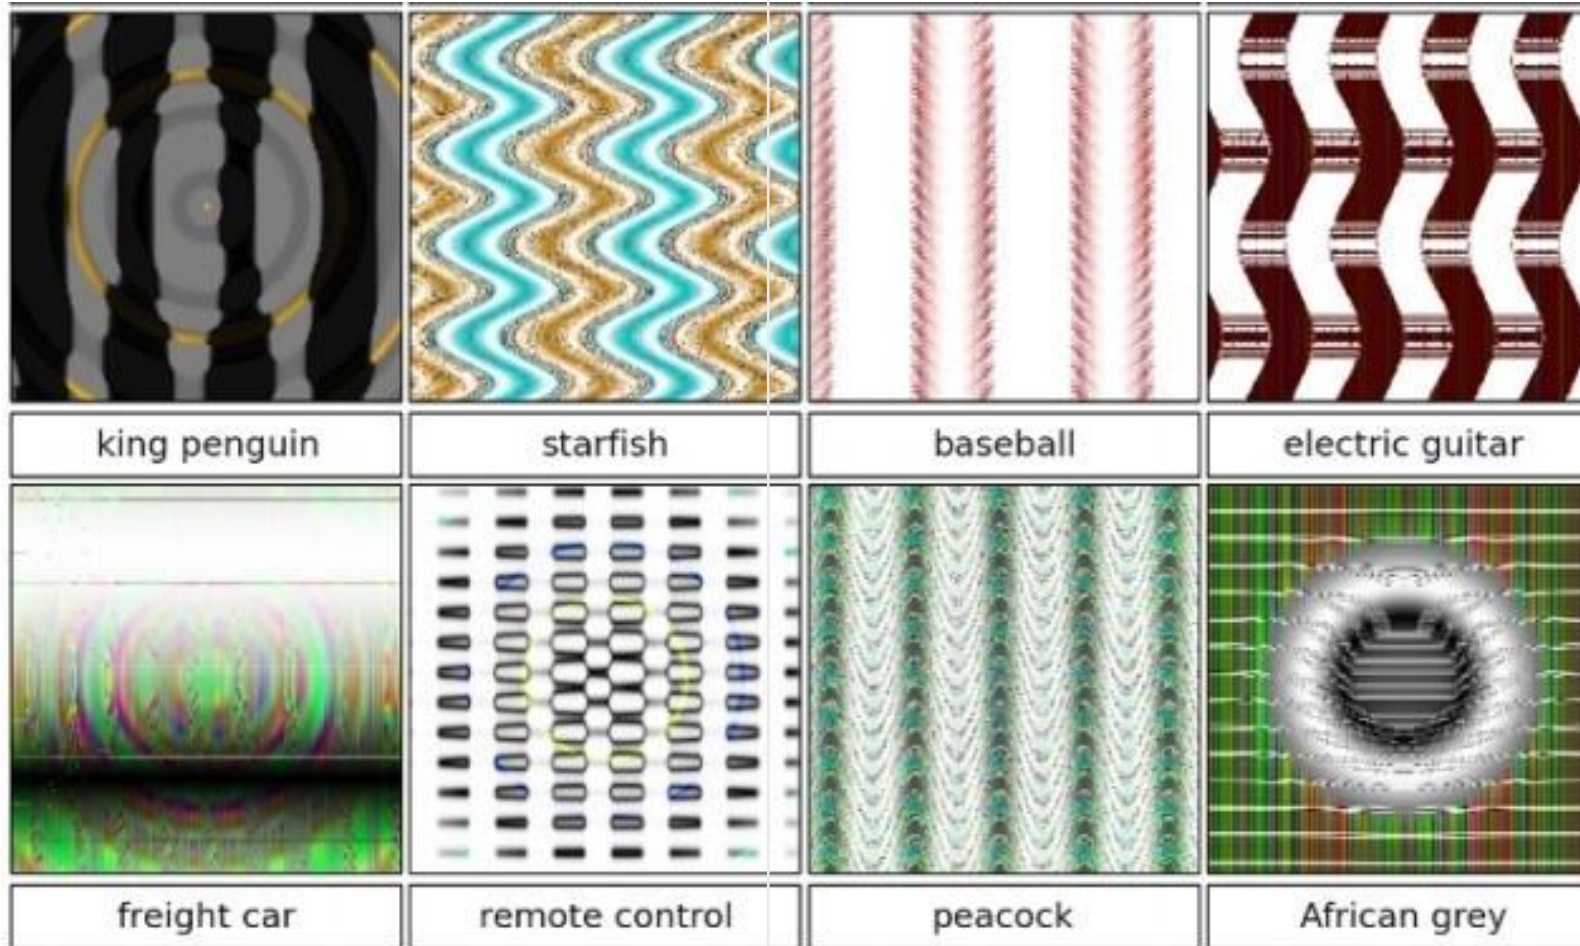 king penguin
starfish
baseball
electric guitar
freight car
remote control
peacock
African grey